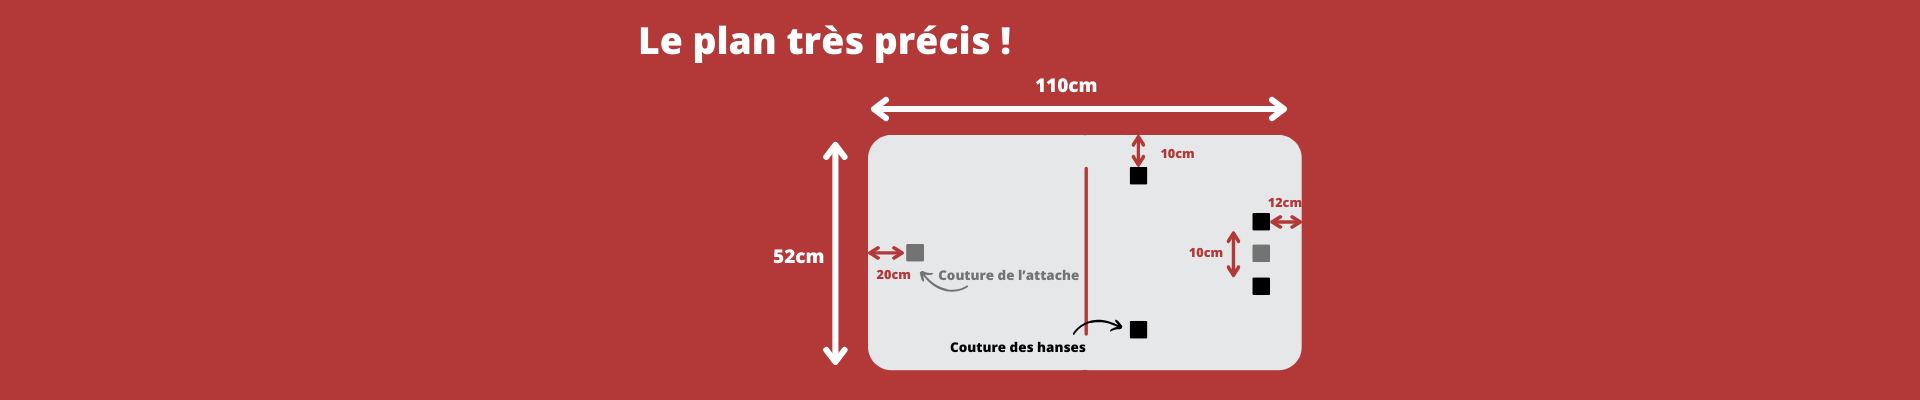 Le plan très précis !
110cm
10cm
12cm
10cm
52cm
20cm
Couture de l'attache
Couture des hanses